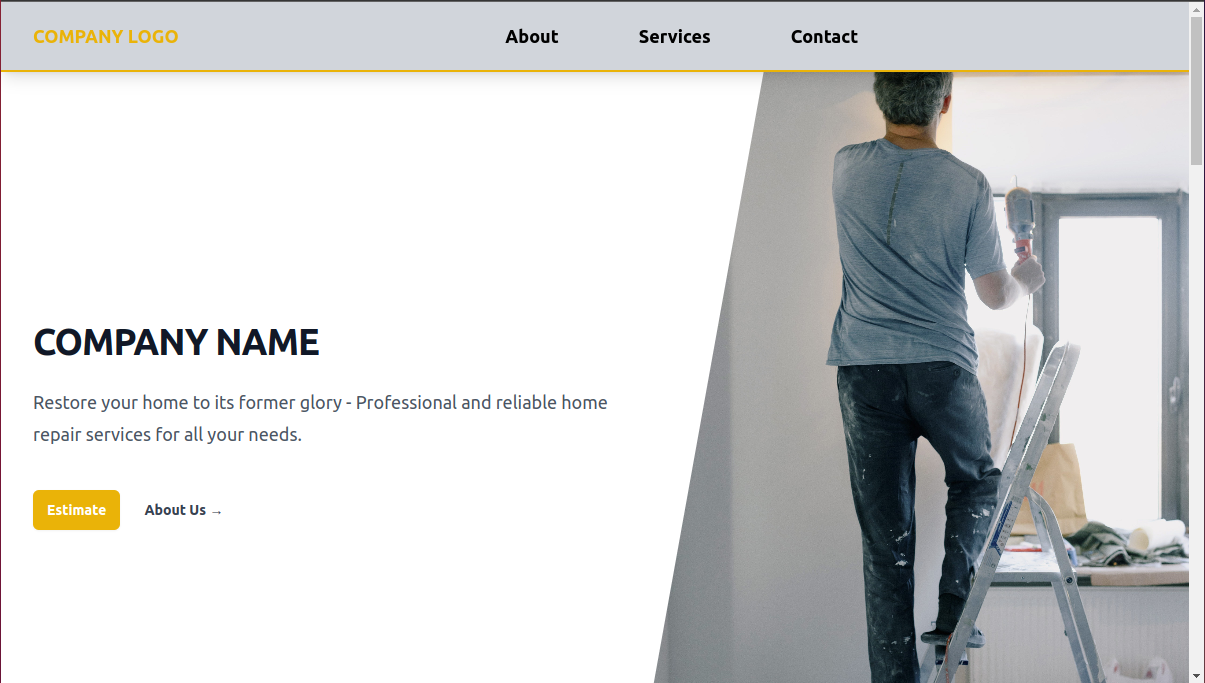 COMPANY LOGO
About
Services
Contact
COMPANY NAME
Restore your home to its former glory - Professional and reliable home
repair services for all your needs.
Estimate
About Us →